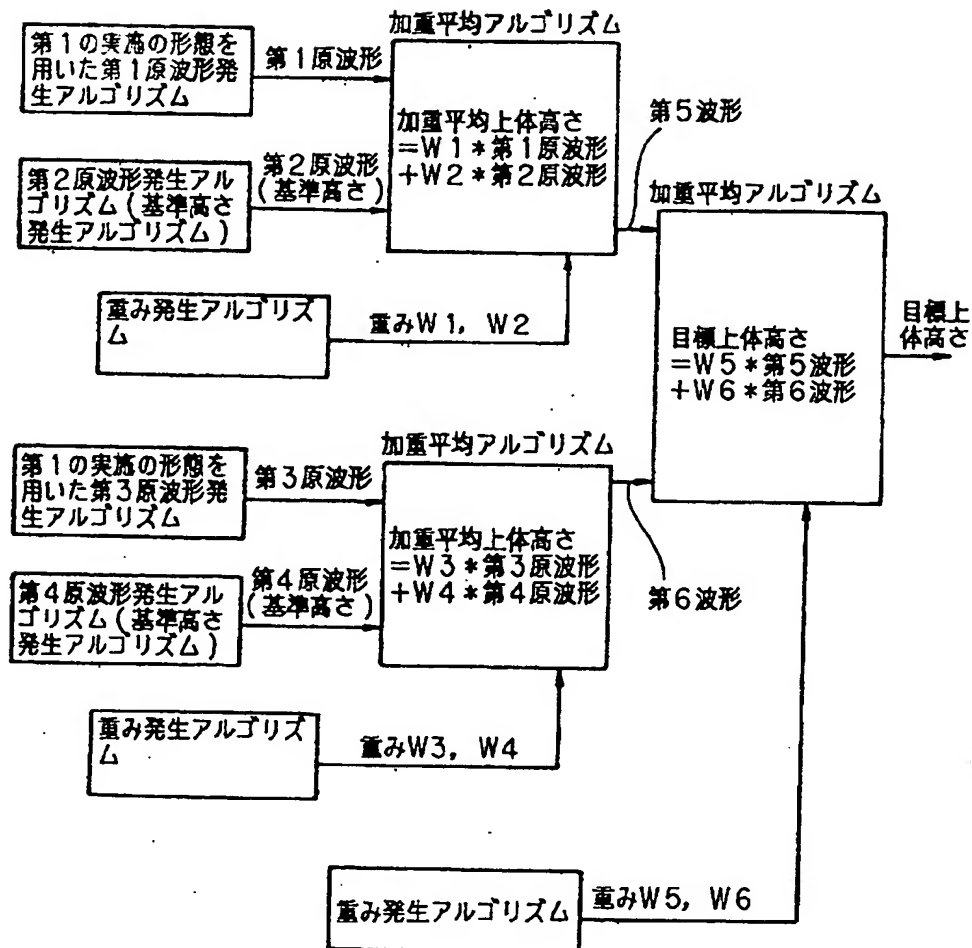 加重平均アルゴリズム
第1の実施の形態を
用いた第1原波形発
生アルゴリズム
第1原波形
第2原波形発生アル
ゴリズム(基準高さ
発生アルゴリズム)
第2原波形
(基準高さ)
加重平均上体高さ
=W1*第1原波形
+W2*第2原波形
重み発生アルゴリズ
ム
重みW1, W2
第5波形
加重平均アルゴリズム
目標上体高さ
=W5*第5波形
+W6*第6波形
目標上
体高さ
加重平均アルゴリズム
第1の実施の形態を
用いた第3原波形発
生アルゴリズム
第3原波形
第4原波形発生アル
ゴリズム(基準高さ
発生アルゴリズム)
第4原波形
(基準高さ)
加重平均上体高さ
=W3*第3原波形
+W4*第4原波形
第6波形
重み発生アルゴリズ
ム
重みW3, W4
重み発生アルゴリズム
重みW5, W6